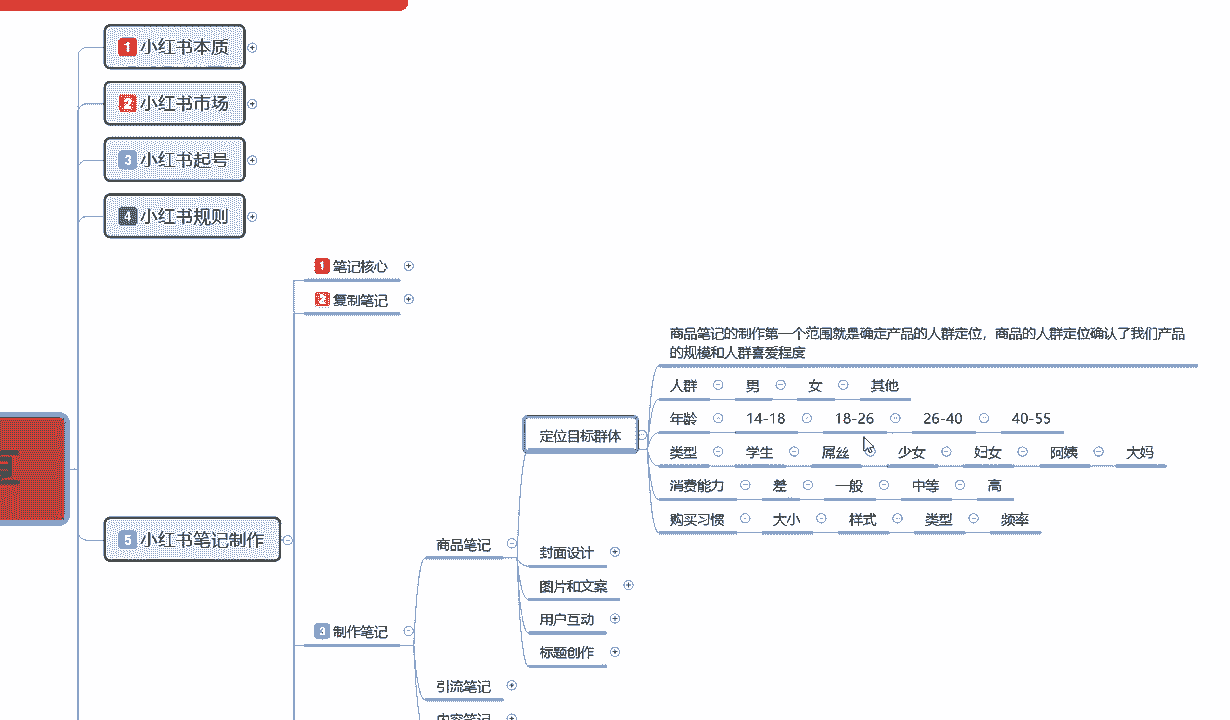 1 小红书本质
2 小红书市场
3 小红书起号
4 小红书规则
5 小红书笔记制作
1 笔记核心
2 复制笔记
3 制作笔记
商品笔记
定位目标群体
商品笔记的制作第一个范围就是确定产品的人群定位，商品的人群定位确认了我们产品
的规模和人群喜爱程度
人群 男 女 其他
年龄 14-18 18-26 26-40 40-55
类型 学生 屌丝 少女 妇女 阿姨 大妈
消费能力 差 一般 中等 高
购买习惯 大小 样式 类型 频率
封面设计
图片和文案
用户互动
标题创作
引流笔记
内容笔记